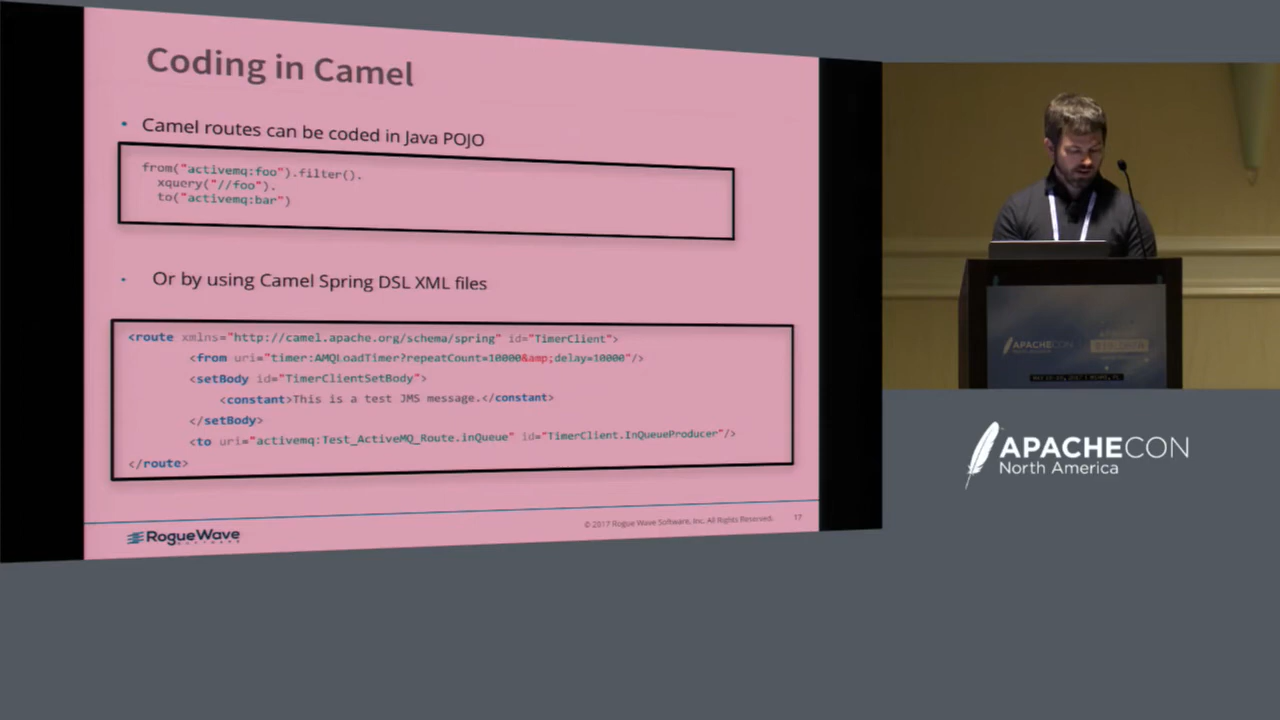 Coding in Camel
• Camel routes can be coded in Java POJO
from("activemq:foo").filter().
xquery("//foo").
to("activemq:bar")
• Or by using Camel Spring DSL XML files
<route xmlns="http://camel.apache.org/schema/spring" id="TimerClient">
<from uri="timer:AMQLoadTimer?repeatCount=10000&amp;delay=10000"/>
<setBody id="TimerClientSetBody">
<constant>This is a test JMS message.</constant>
</setBody>
<to uri="activemq:Test_ActiveMQ_Route.inQueue" id="TimerClient.InQueueProducer"/>
</route>
RogueWave
SOFTWARE
© 2017 Rogue Wave Software, Inc. All Rights Reserved.
17
APACHECON
APACHECON
North America